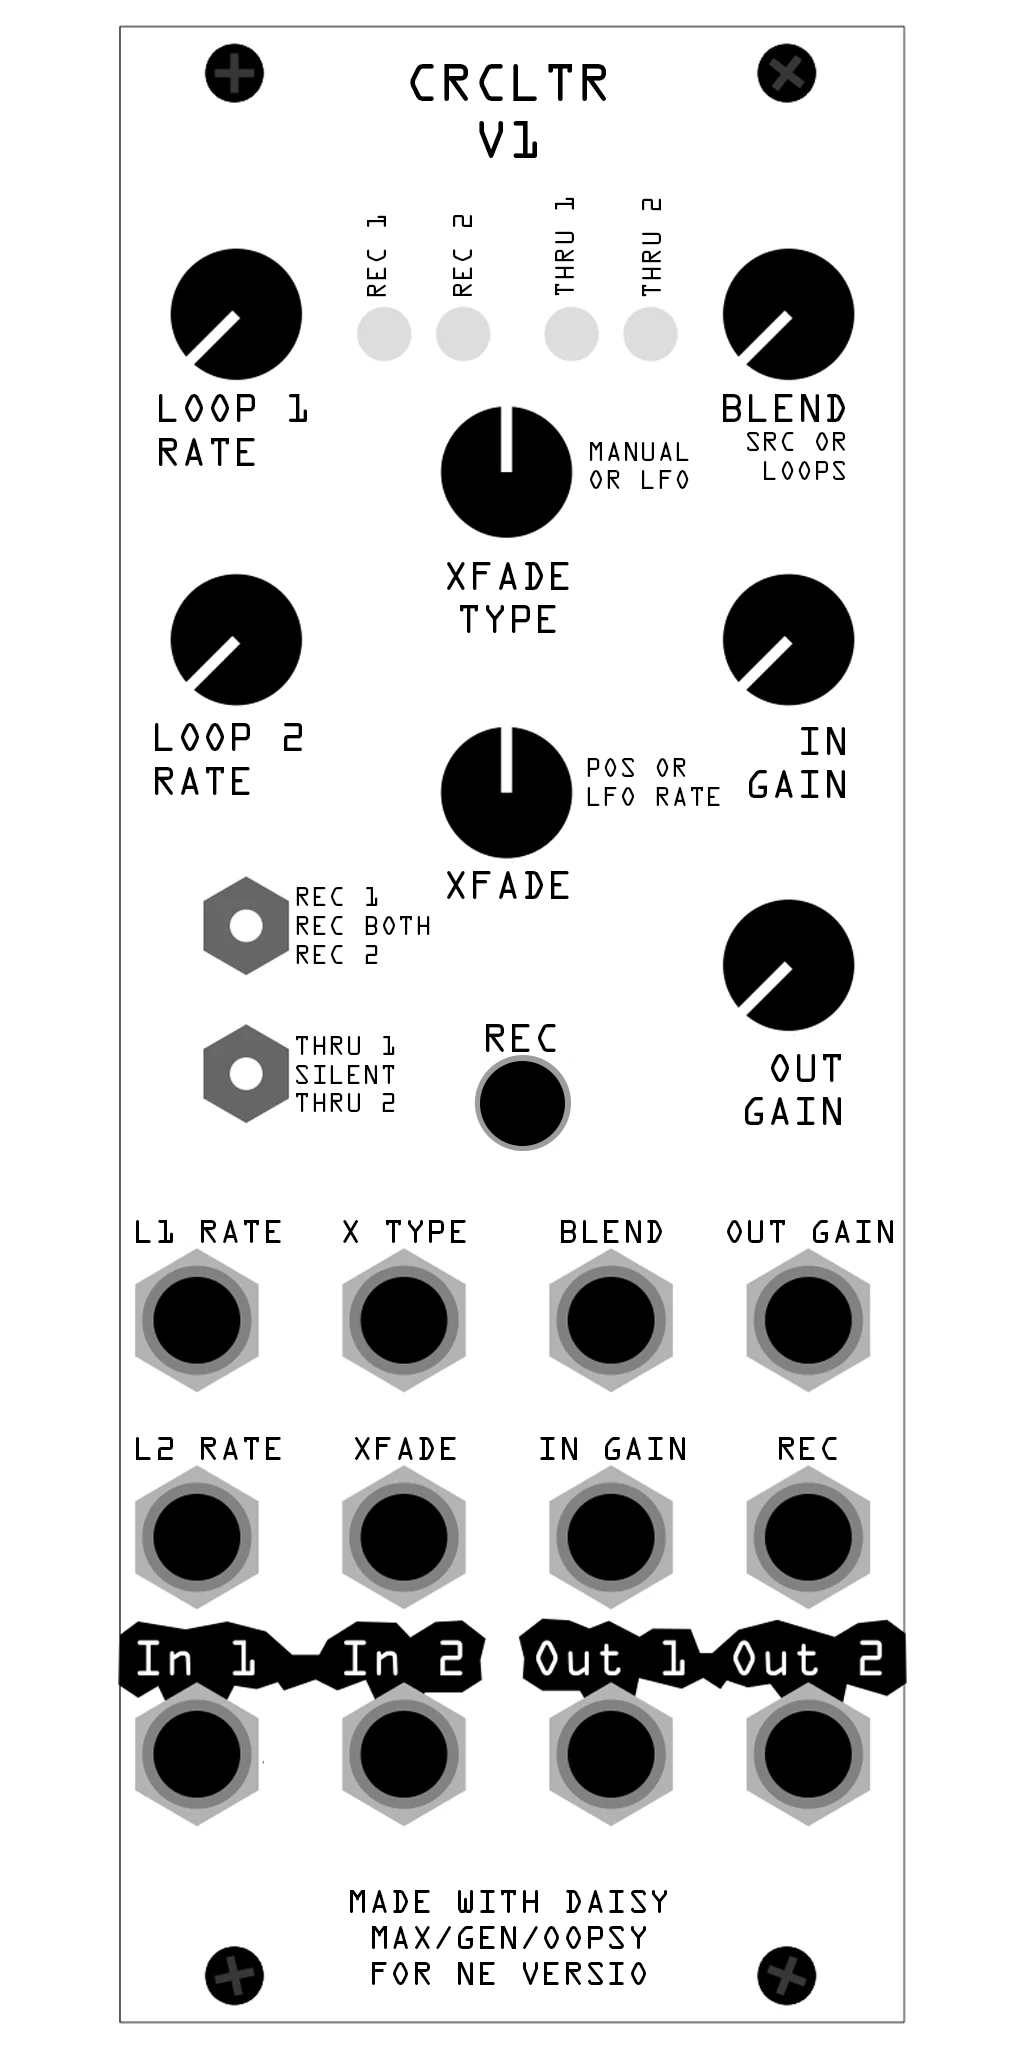 CRCLTR
V1
REC 1
REC 2
THRU 1
THRU 2
LOOP 1
RATE
BLEND
SRC OR
LOOPS
MANUAL
OR LFO
XFADE
TYPE
LOOP 2
RATE
IN
GAIN
POS OR
LFO RATE
XFADE
REC 1
REC BOTH
REC 2
THRU 1
SILENT
THRU 2
REC
OUT
GAIN
L1 RATE
X TYPE
BLEND
OUT GAIN
L2 RATE
XFADE
IN GAIN
REC
In 1
In 2
Out 1
Out 2
MADE WITH DAISY
MAX/GEN/OOPSY
FOR NE VERSIO